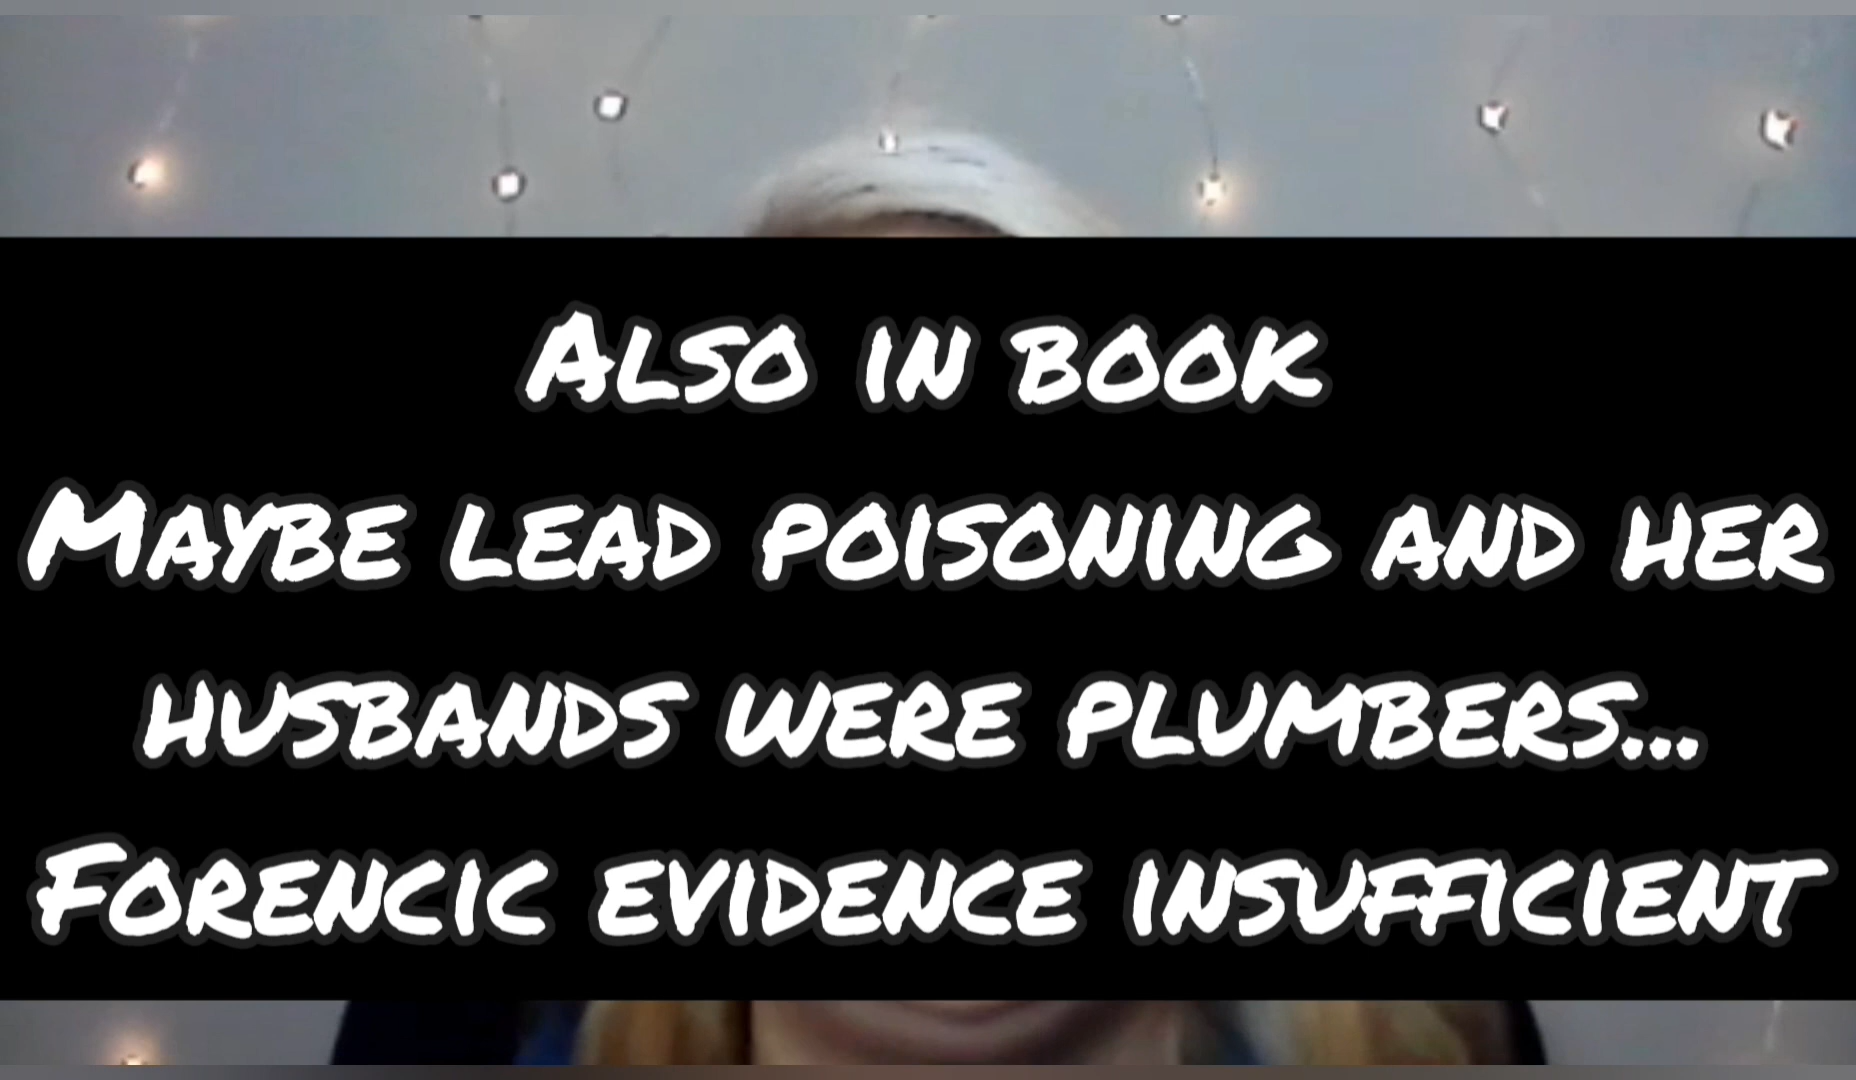 Also in book
Maybe lead poisoning and her
husbands were plumbers...
Forencic evidence insufficient